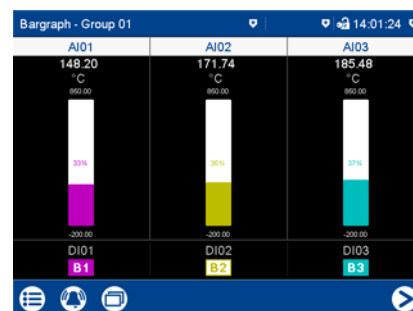 Bargraph - Group 01 14:01:24
AI01 AI02 AI03
148.20 171.74 185.48
°C °C °C
850.00 850.00 850.00
33% 35% 37%
-200.00 -200.00 -200.00
DI01 DI02 DI03
B1 B2 B3